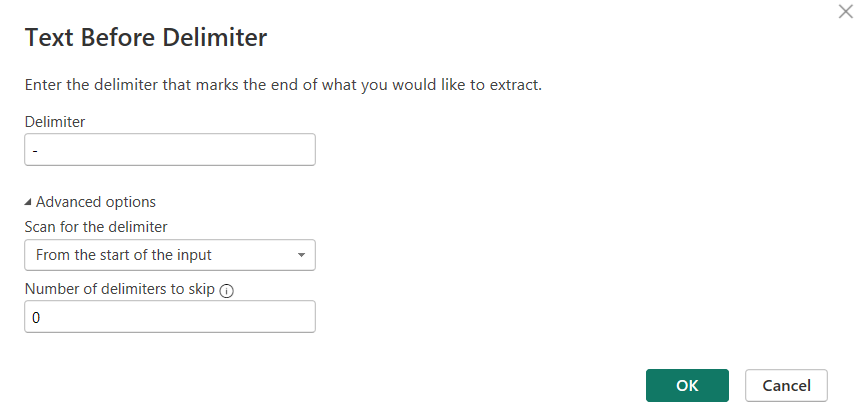 Text Before Delimiter
Enter the delimiter that marks the end of what you would like to extract.
Delimiter
-
Advanced options
Scan for the delimiter
From the start of the input
Number of delimiters to skip
0
OK
Cancel